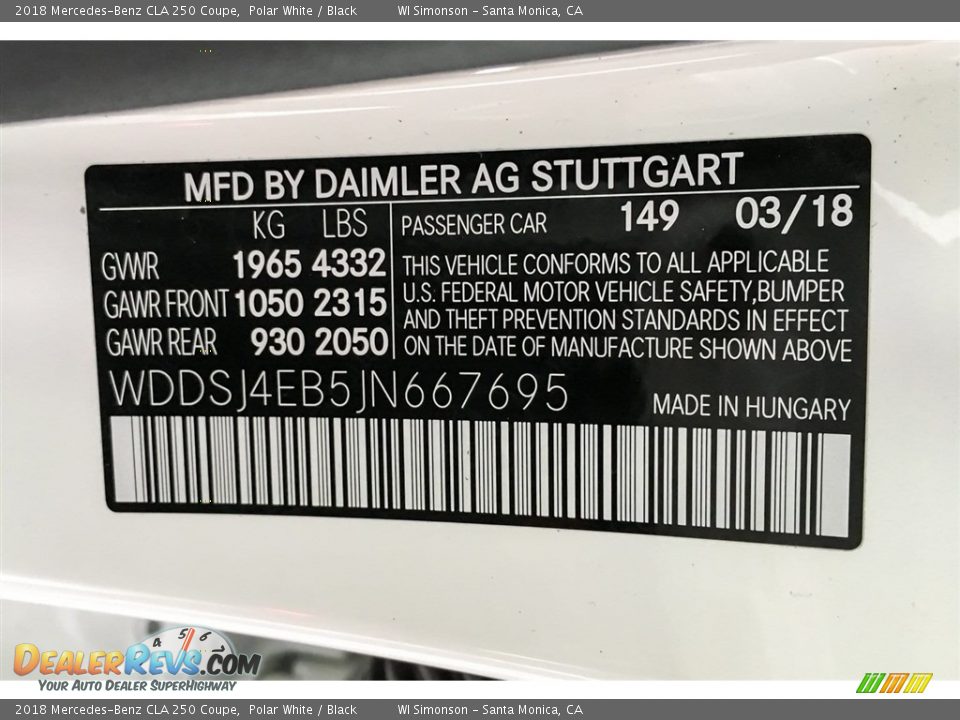 2018 Mercedes-Benz CLA 250 Coupe, Polar White / Black WI Simonson - Santa Monica, CA
MFD BY DAIMLER AG STUTTGART
KG LBS
GVWR 1965 4332
GAWR FRONT 1050 2315
GAWR REAR 930 2050
PASSENGER CAR 149 03/18
THIS VEHICLE CONFORMS TO ALL APPLICABLE
U.S. FEDERAL MOTOR VEHICLE SAFETY,BUMPER
AND THEFT PREVENTION STANDARDS IN EFFECT
ON THE DATE OF MANUFACTURE SHOWN ABOVE
WDDSJ4EB5JN667695
MADE IN HUNGARY
4 5 6
DEALERREVS.COM
YOUR AUTO DEALER SUPERHIGHWAY
2018 Mercedes-Benz CLA 250 Coupe, Polar White / Black WI Simonson - Santa Monica, CA